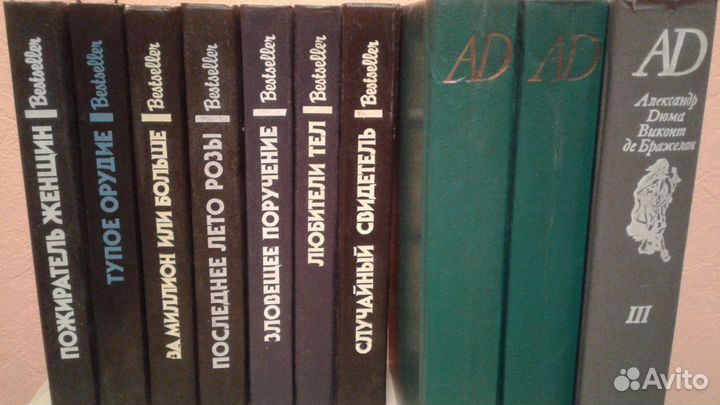 ПОЖИРАТЕЛЬ ЖЕНЩИН Bestseller
ТУПОЕ ОРУДИЕ Bestseller
ЗА МИЛЛИОН ИЛИ БОЛЬШЕ Bestseller
ПОСЛЕДНЕЕ ЛЕТО РОЗЫ Bestseller
ЗЛОВЕЩЕЕ ПОРУЧЕНИЕ Bestseller
ЛЮБИТЕЛИ ТЕЛ Bestseller
СЛУЧАЙНЫЙ СВИДЕТЕЛЬ Bestseller
AD
AD
AD
Александр
Дюма
Виконт
де Бражелон
III
Avito